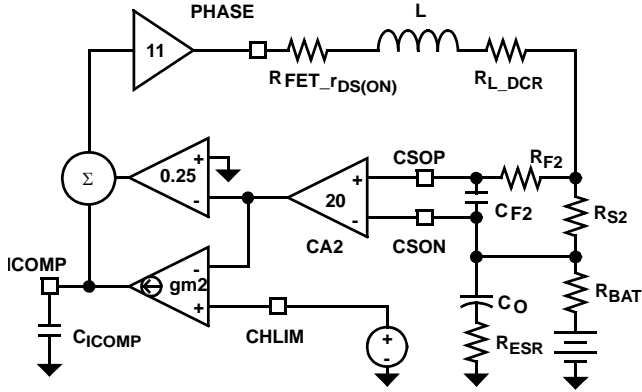 PHASE
L
11
RFET_rDS(ON)
RL_DCR
Σ
0.25
+
-
20
+
-
CA2
CSOP
CSON
RF2
CF2
RS2
ICOMP
gm2
-
+
CICOMP
CHLIM
+
-
CO
RESR
RBAT